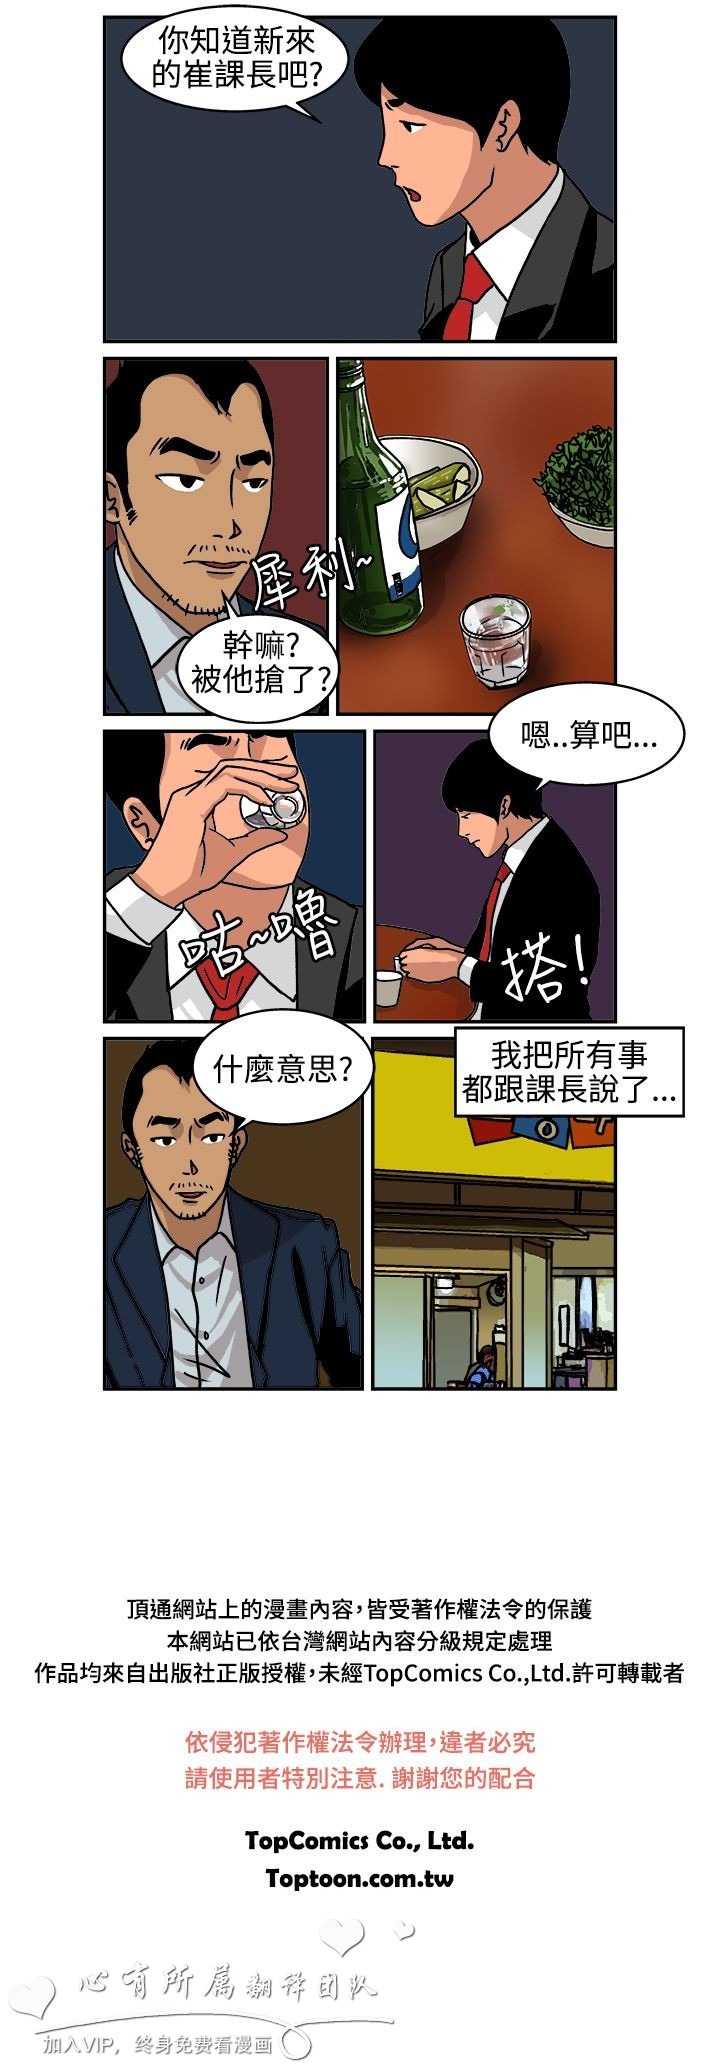 你知道新來
的崔課長吧?
犀利~
幹嘛?
被他搶了?
嗯..算吧...
咕~嚕
搭!
什麼意思?
我把所有事
都跟課長說了...
頂通網站上的漫畫內容，皆受著作權法令的保護
本網站已依台灣網站內容分級規定處理
作品均來自出版社正版授權，未經TopComics Co.,Ltd.許可轉載者
依侵犯著作權法令辦理，違者必究
請使用者特別注意. 謝謝您的配合
TopComics Co., Ltd.
Toptoon.com.tw
心有所属翻译团队
加入VIP，终身免费看漫画